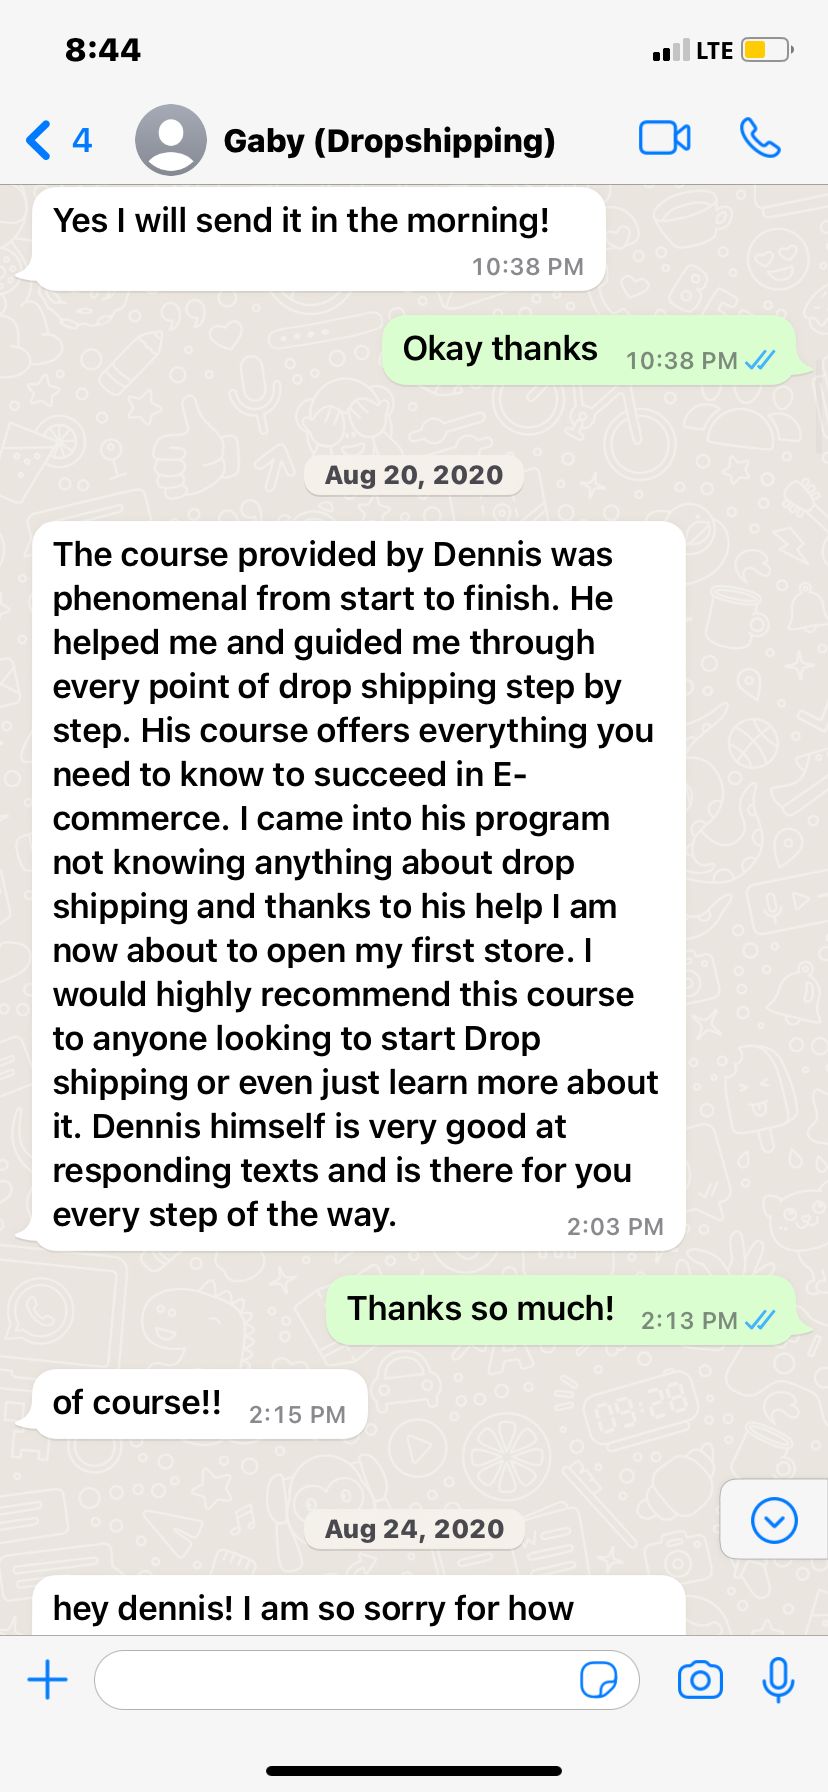 8:44
LTE
4
Gaby (Dropshipping)
Yes I will send it in the morning!
10:38 PM
Okay thanks
10:38 PM
Aug 20, 2020
The course provided by Dennis was
phenomenal from start to finish. He
helped me and guided me through
every point of drop shipping step by
step. His course offers everything you
need to know to succeed in E-
commerce. I came into his program
not knowing anything about drop
shipping and thanks to his help I am
now about to open my first store. I
would highly recommend this course
to anyone looking to start Drop
shipping or even just learn more about
it. Dennis himself is very good at
responding texts and is there for you
every step of the way.
2:03 PM
Thanks so much!
2:13 PM
of course!!
2:15 PM
09:28
Aug 24, 2020
hey dennis! I am so sorry for how